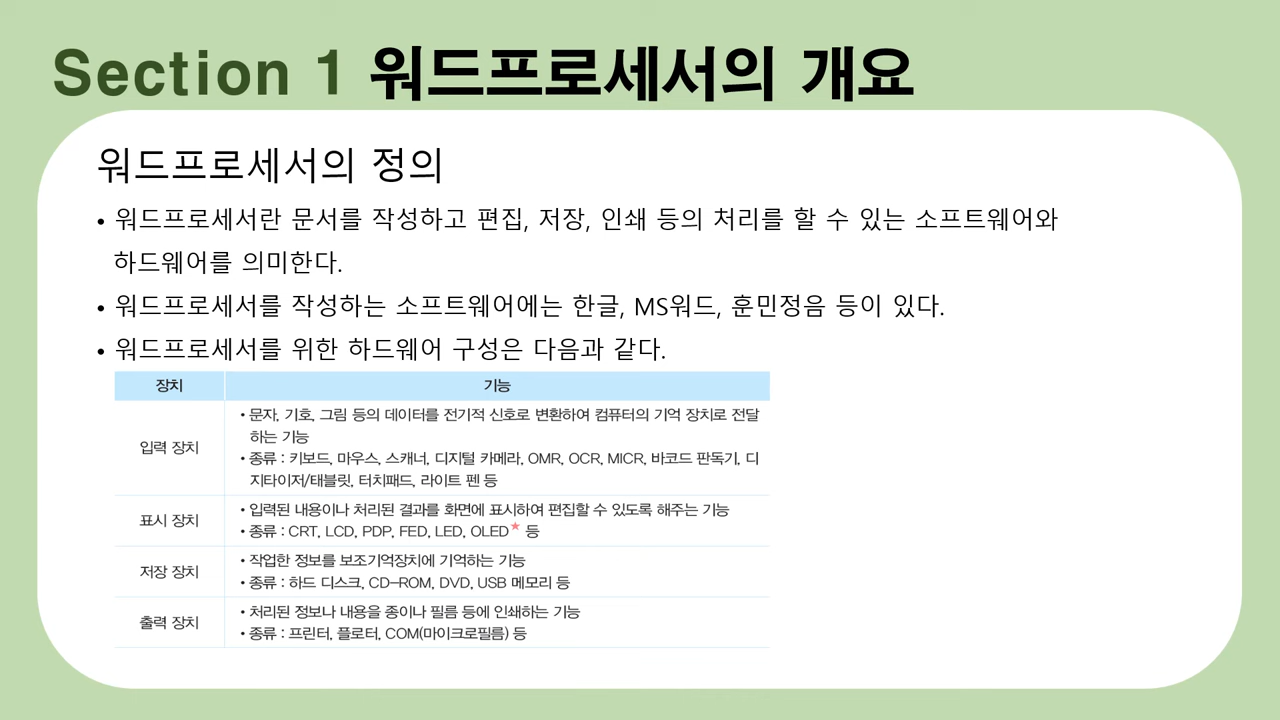 Section 1 워드프로세서의 개요
워드프로세서의 정의
• 워드프로세서란 문서를 작성하고 편집, 저장, 인쇄 등의 처리를 할 수 있는 소프트웨어와
하드웨어를 의미한다.
• 워드프로세서를 작성하는 소프트웨어에는 한글, MS워드, 훈민정음 등이 있다.
• 워드프로세서를 위한 하드웨어 구성은 다음과 같다.
장치 기능
입력 장치
• 문자, 기호, 그림 등의 데이터를 전기적 신호로 변환하여 컴퓨터의 기억 장치로 전달
하는 기능
• 종류 : 키보드, 마우스, 스캐너, 디지털 카메라, OMR, OCR, MICR, 바코드 판독기, 디
지타이저/태블릿, 터치패드, 라이트 펜 등
표시 장치
• 입력된 내용이나 처리된 결과를 화면에 표시하여 편집할 수 있도록 해주는 기능
• 종류 : CRT, LCD, PDP, FED, LED, OLED★ 등
저장 장치
• 작업한 정보를 보조기억장치에 기억하는 기능
• 종류 : 하드 디스크, CD-ROM, DVD, USB 메모리 등
출력 장치
• 처리된 정보나 내용을 종이나 필름 등에 인쇄하는 기능
• 종류 : 프린터, 플로터, COM(마이크로필름) 등